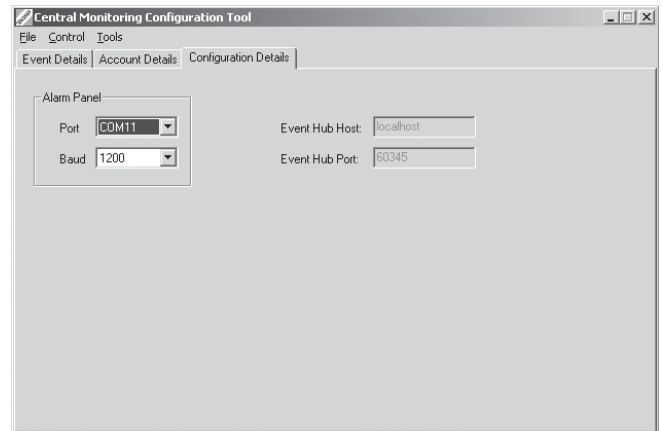 Central Monitoring Configuration Tool
File Control Tools
Event Details Account Details Configuration Details
Alarm Panel
Port COM11 Event Hub Host: localhost
Baud 1200 Event Hub Port: 60345